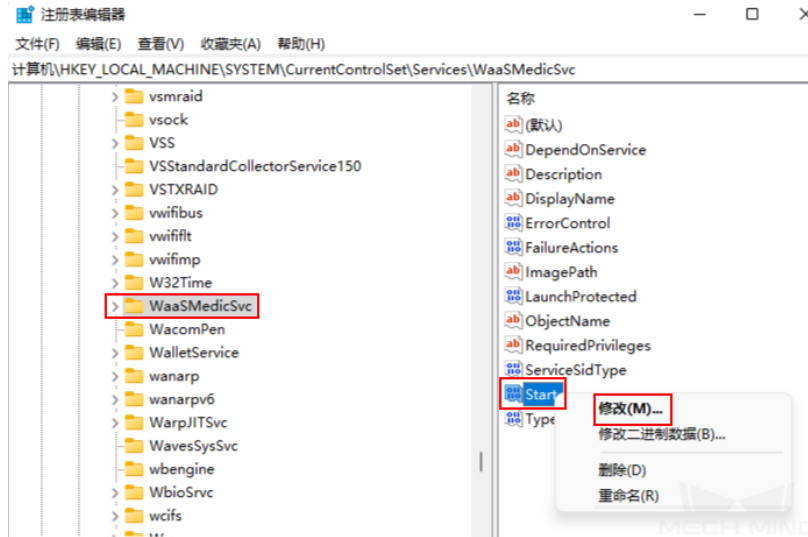 注册表编辑器
文件(F) 编辑(E) 查看(V) 收藏夹(A) 帮助(H)
计算机\HKEY_LOCAL_MACHINE\SYSTEM\CurrentControlSet\Services\WaaSMedicSvc
vsmraid
vsock
VSS
VSStandardCollectorService150
VSTXRAID
vwifibus
vwififlt
vwifimp
W32Time
WaaSMedicSvc
WacomPen
WalletService
wanarp
wanarpv6
WarpJITSvc
WavesSysSvc
wbengine
WbioSrvc
wcifs
名称
(默认)
DependOnService
Description
DisplayName
ErrorControl
FailureActions
ImagePath
LaunchProtected
ObjectName
RequiredPrivileges
ServiceSidType
Start
Type
修改(M)...
修改二进制数据(B)...
删除(D)
重命名(R)
MECH MIND